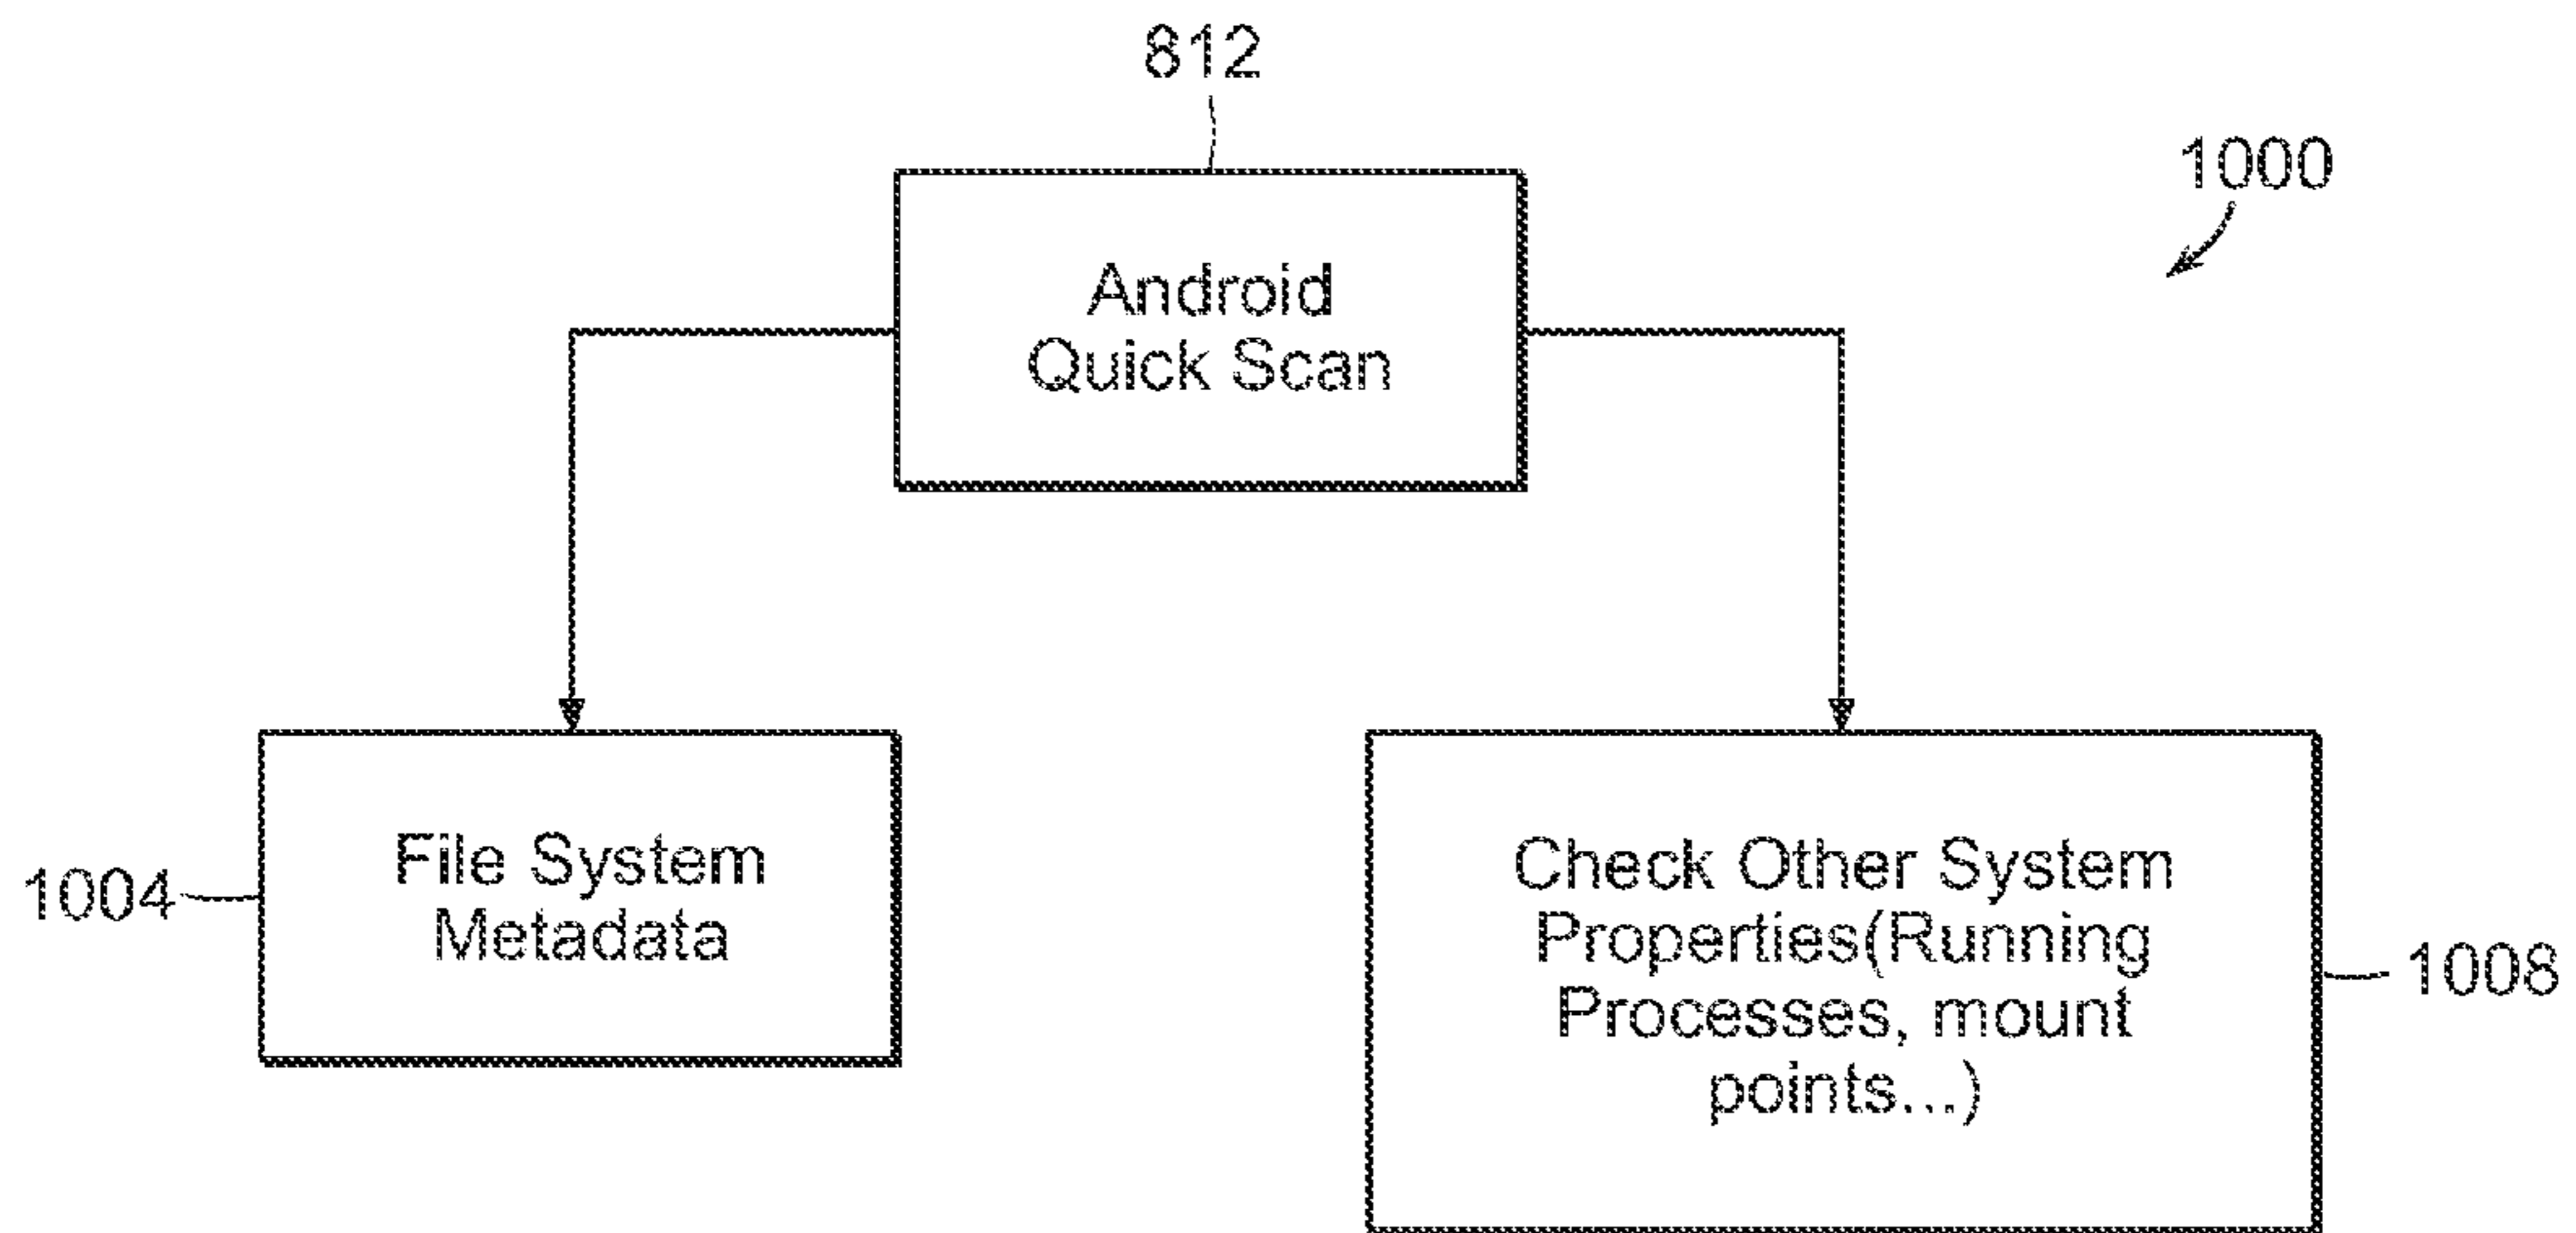 812
1000
Android
Quick Scan
File System
Metadata
1004
Check Other System
Properties(Running
Processes, mount
points...)
1008